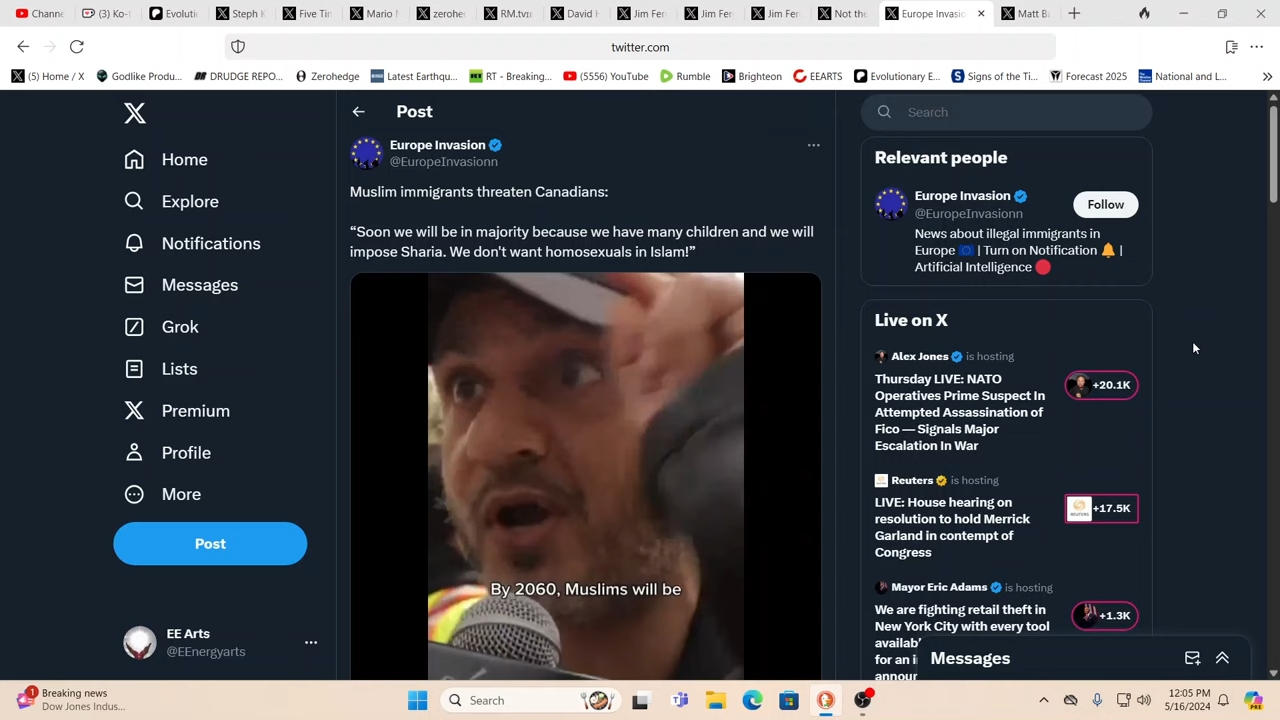 Channe
(3) Ko-f
Evoluti
Steph K
Five Tin
Mario N
zerohe
RM.tv
David H
Jim Fer
Jim Fer
Jim Fer
Not the
Europe Invasio
Matt B
twitter.com
(5) Home / X
Godlike Produ...
DRUDGE REPO...
Zerohedge
Latest Earthqu...
RT - Breaking...
(5556) YouTube
Rumble
Brighteon
EEARTS
Evolutionary E...
Signs of the Ti...
Forecast 2025
National and L...
Home
Explore
Notifications
Messages
Grok
Lists
Premium
Profile
More
Post
EE Arts
@EEnergyarts
Post
Europe Invasion
@EuropeInvasionn
Muslim immigrants threaten Canadians:
“Soon we will be in majority because we have many children and we will
impose Sharia. We don't want homosexuals in Islam!”
By 2060, Muslims will be
Search
Relevant people
Europe Invasion
@EuropeInvasionn
Follow
News about illegal immigrants in
Europe | Turn on Notification |
Artificial Intelligence
Live on X
Alex Jones is hosting
Thursday LIVE: NATO
Operatives Prime Suspect In
Attempted Assassination of
Fico — Signals Major
Escalation In War
+20.1K
Reuters is hosting
LIVE: House hearing on
resolution to hold Merrick
Garland in contempt of
Congress
+17.5K
Mayor Eric Adams is hosting
We are fighting retail theft in
New York City with every tool
availab
for an i
annour
+1.3K
Messages
1
Breaking news
Dow Jones Indus...
Search
12:05 PM
5/16/2024